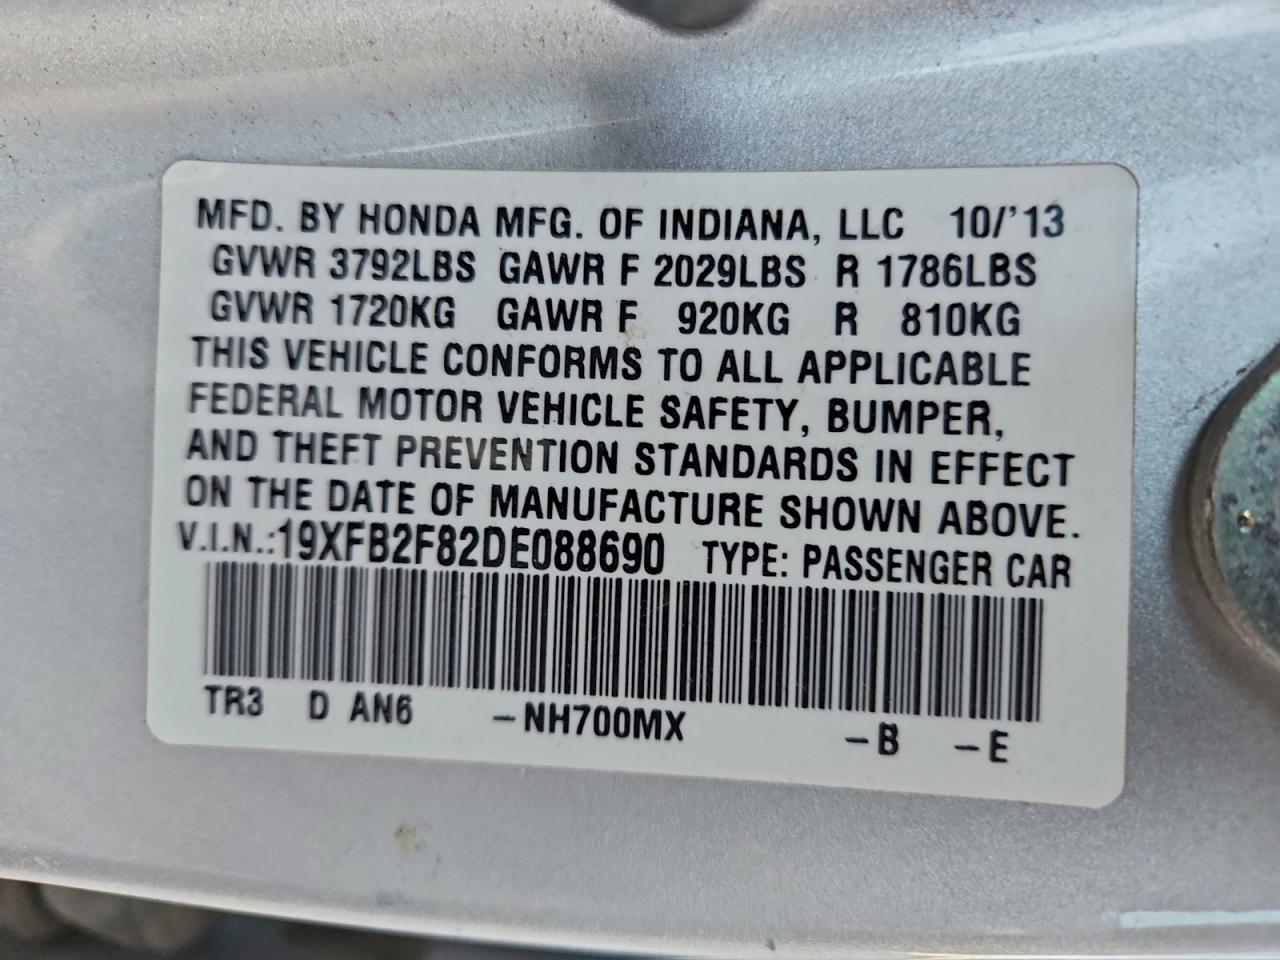 MFD. BY HONDA MFG. OF INDIANA, LLC 10/'13
GVWR 3792LBS GAWR F 2029LBS R 1786LBS
GVWR 1720KG GAWR F 920KG R 810KG
THIS VEHICLE CONFORMS TO ALL APPLICABLE
FEDERAL MOTOR VEHICLE SAFETY, BUMPER,
AND THEFT PREVENTION STANDARDS IN EFFECT
ON THE DATE OF MANUFACTURE SHOWN ABOVE.
V.I.N.:19XFB2F82DE088690 TYPE: PASSENGER CAR
TR3 D AN6 -NH700MX -B -E